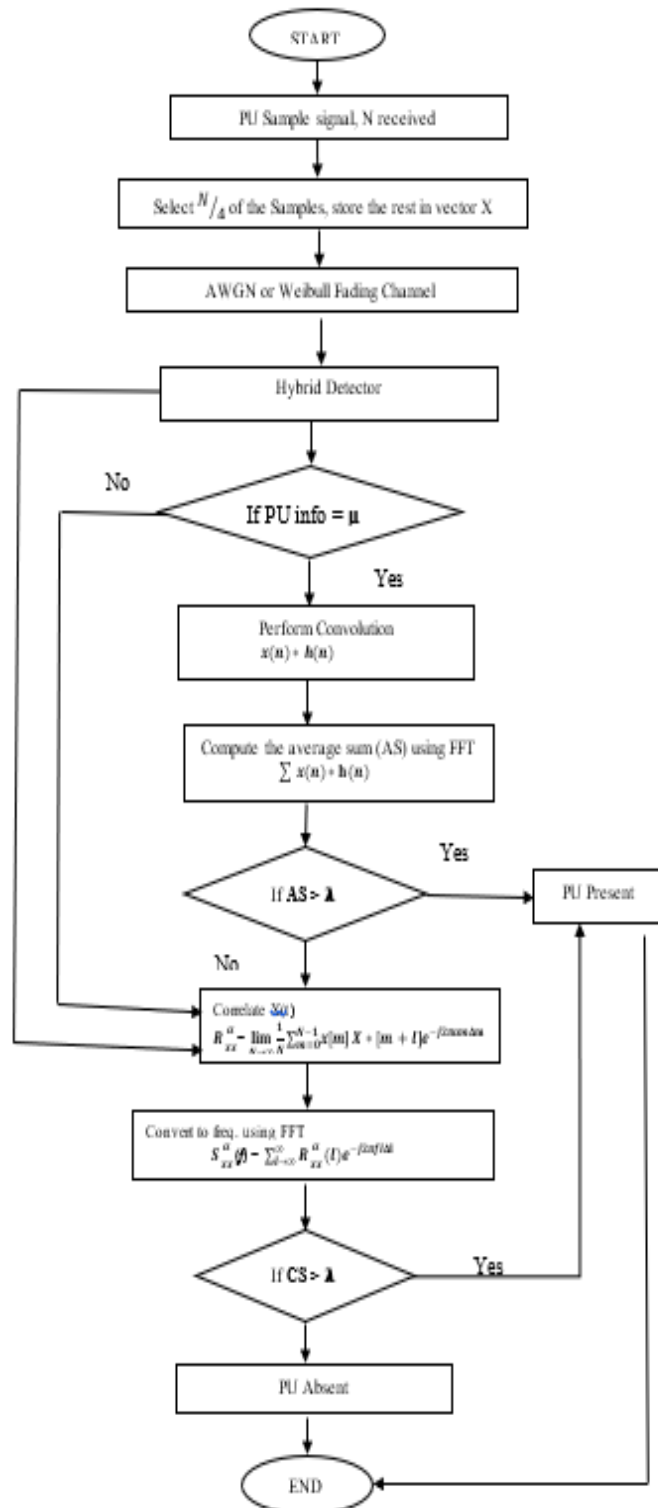 START
PU Sample signal, N received
Select N/4 of the Samples, store the rest in vector X
AWGN or Weibull Fading Channel
Hybrid Detector
No
If PU info = μ
Yes
Perform Convolution
x(n) * h(n)
Compute the average sum (AS) using FFT
∑ x(n) * h(n)
Yes
If AS > λ
PU Present
No
Correlate
Convert to freq. using FFT
If CS > λ
Yes
PU Absent
END